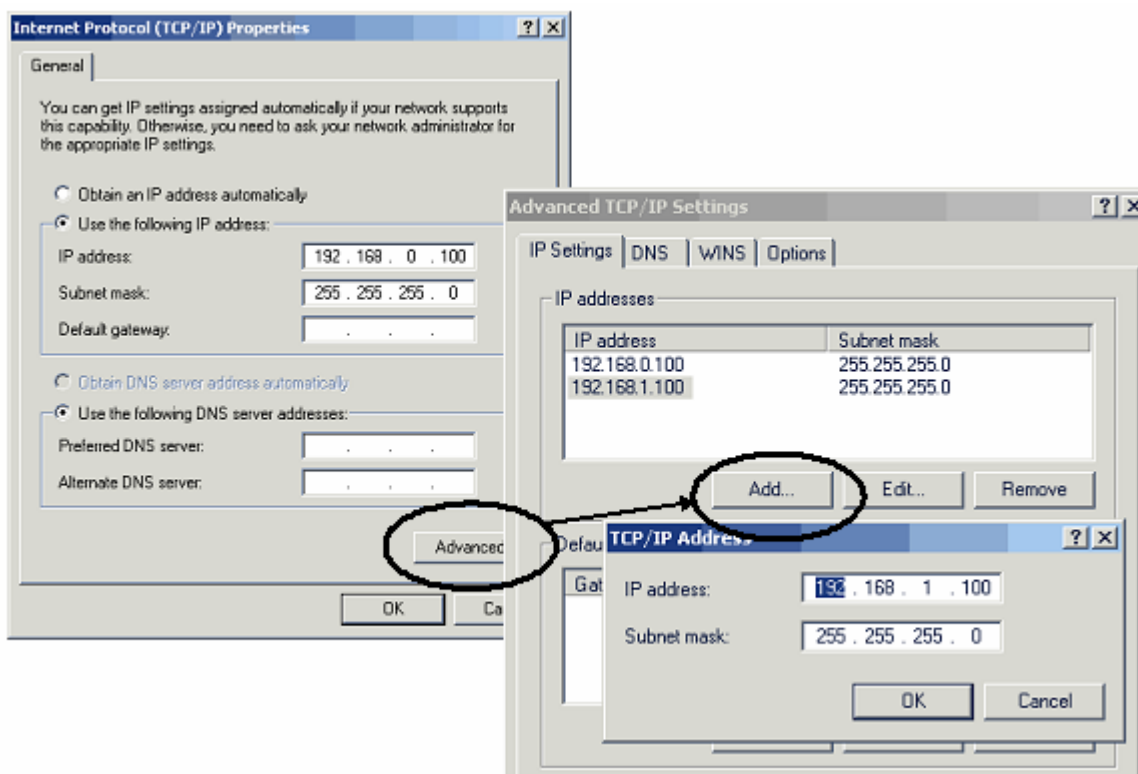 Internet Protocol (TCP/IP) Properties
General
You can get IP settings assigned automatically if your network supports
this capability. Otherwise, you need to ask your network administrator for
the appropriate IP settings.
Obtain an IP address automatically
Use the following IP address:
IP address: 192 . 168 . 0 . 100
Subnet mask: 255 . 255 . 255 . 0
Default gateway: . . .
Obtain DNS server address automatically
Use the following DNS server addresses:
Preferred DNS server: . . .
Alternate DNS server: . . .
Advanced
OK
Advanced TCP/IP Settings
IP Settings DNS WINS Options
IP addresses
IP address Subnet mask
192.168.0.100 255.255.255.0
192.168.1.100 255.255.255.0
Add... Edit... Remove
TCP/IP Address
IP address: 192 . 168 . 1 . 100
Subnet mask: 255 . 255 . 255 . 0
OK Cancel